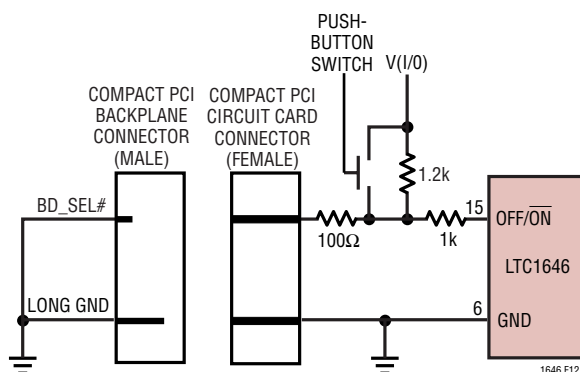 PUSH-
BUTTON
SWITCH
V(I/0)
COMPACT PCI
BACKPLANE
CONNECTOR
(MALE)
COMPACT PCI
CIRCUIT CARD
CONNECTOR
(FEMALE)
1.2k
BD_SEL#
100Ω
1k
15
OFF/O̅N̅
LTC1646
LONG GND
6
GND
1646 F12